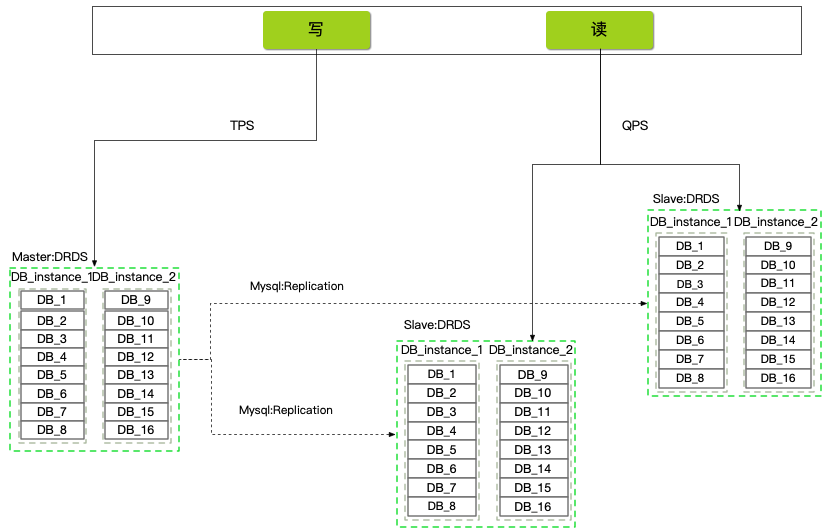 写
读
TPS
QPS
Slave:DRDS
DB_instance_1 DB_instance_2
DB_1 DB_9
DB_2 DB_10
DB_3 DB_11
DB_4 DB_12
DB_5 DB_13
DB_6 DB_14
DB_7 DB_15
DB_8 DB_16
Master:DRDS
DB_instance_1 DB_instance_2
DB_1 DB_9
DB_2 DB_10
DB_3 DB_11
DB_4 DB_12
DB_5 DB_13
DB_6 DB_14
DB_7 DB_15
DB_8 DB_16
Mysql:Replication
Slave:DRDS
DB_instance_1 DB_instance_2
DB_1 DB_9
DB_2 DB_10
DB_3 DB_11
DB_4 DB_12
DB_5 DB_13
DB_6 DB_14
DB_7 DB_15
DB_8 DB_16
Mysql:Replication